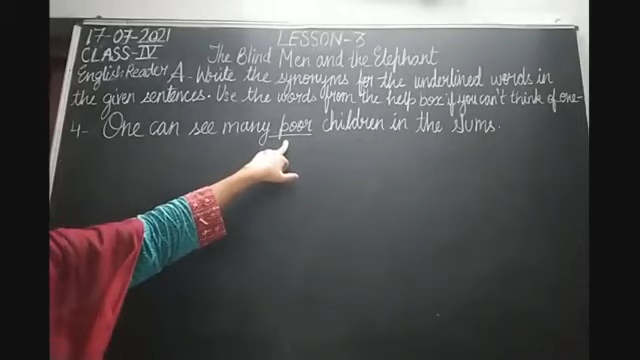 17-07-2021 LESSON-3
CLASS-IV The Blind Men and the Elephant
English Reader A- Write the synonyms for the underlined words in
the given sentences. Use the words from the help box if you can't think of one-
4- One can see many poor children in the slums.